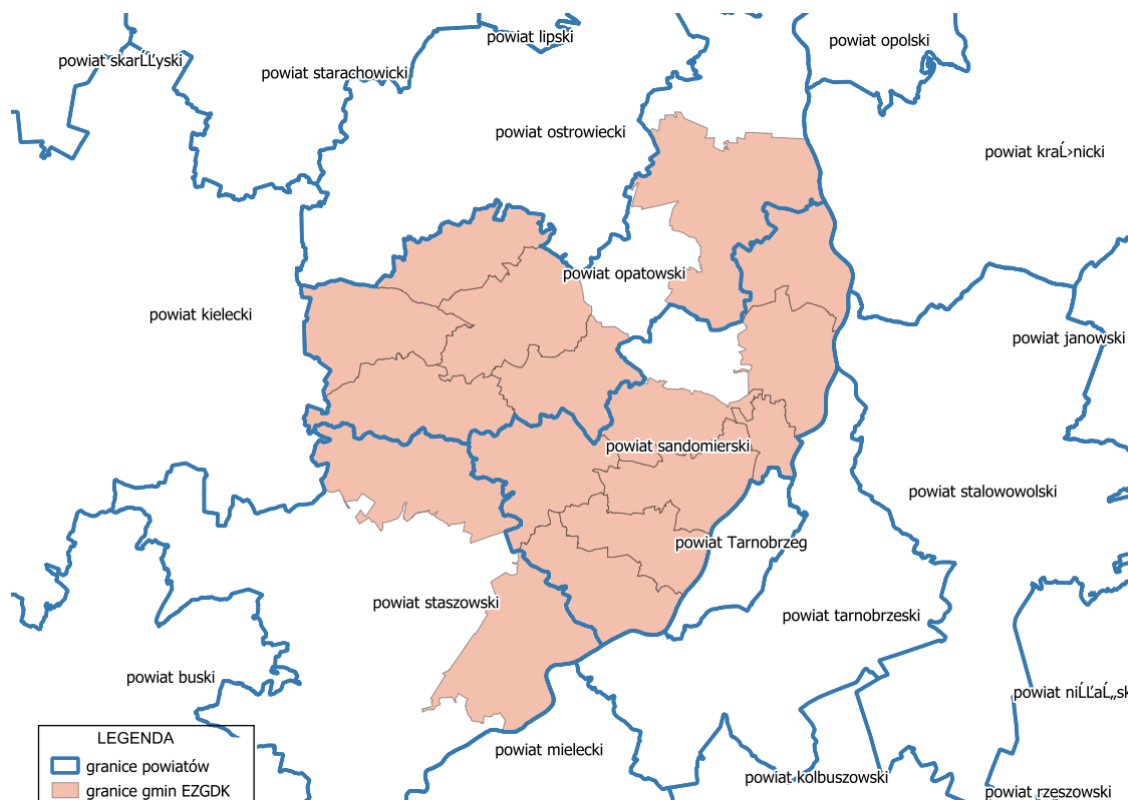 powiat lipski
powiat opolski
powiat skarĹĽyski
powiat starachowicki
powiat ostrowiecki
powiat kraĹ›nicki
powiat opatowski
powiat kielecki
powiat janowski
powiat sandomierski
powiat stalowowolski
powiat Tarnobrzeg
powiat staszowski
powiat tarnobrzeski
powiat buski
powiat niĹĽaĹ„sk
powiat mielecki
powiat kolbuszowski
powiat rzeszowski
LEGENDA
granice powiatów
granice gmin EZGDK